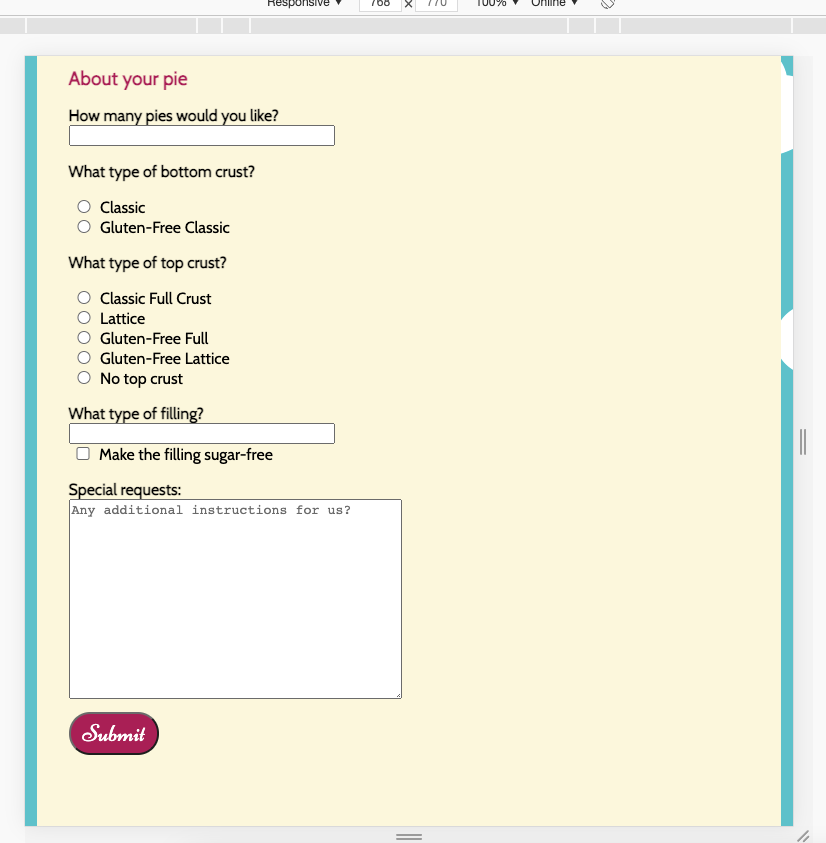 Responsive ▼ 768 × 770 100% ▼ Online ▼
About your pie
How many pies would you like?
What type of bottom crust?
Classic
Gluten-Free Classic
What type of top crust?
Classic Full Crust
Lattice
Gluten-Free Full
Gluten-Free Lattice
No top crust
What type of filling?
Make the filling sugar-free
Special requests:
Any additional instructions for us?
Submit